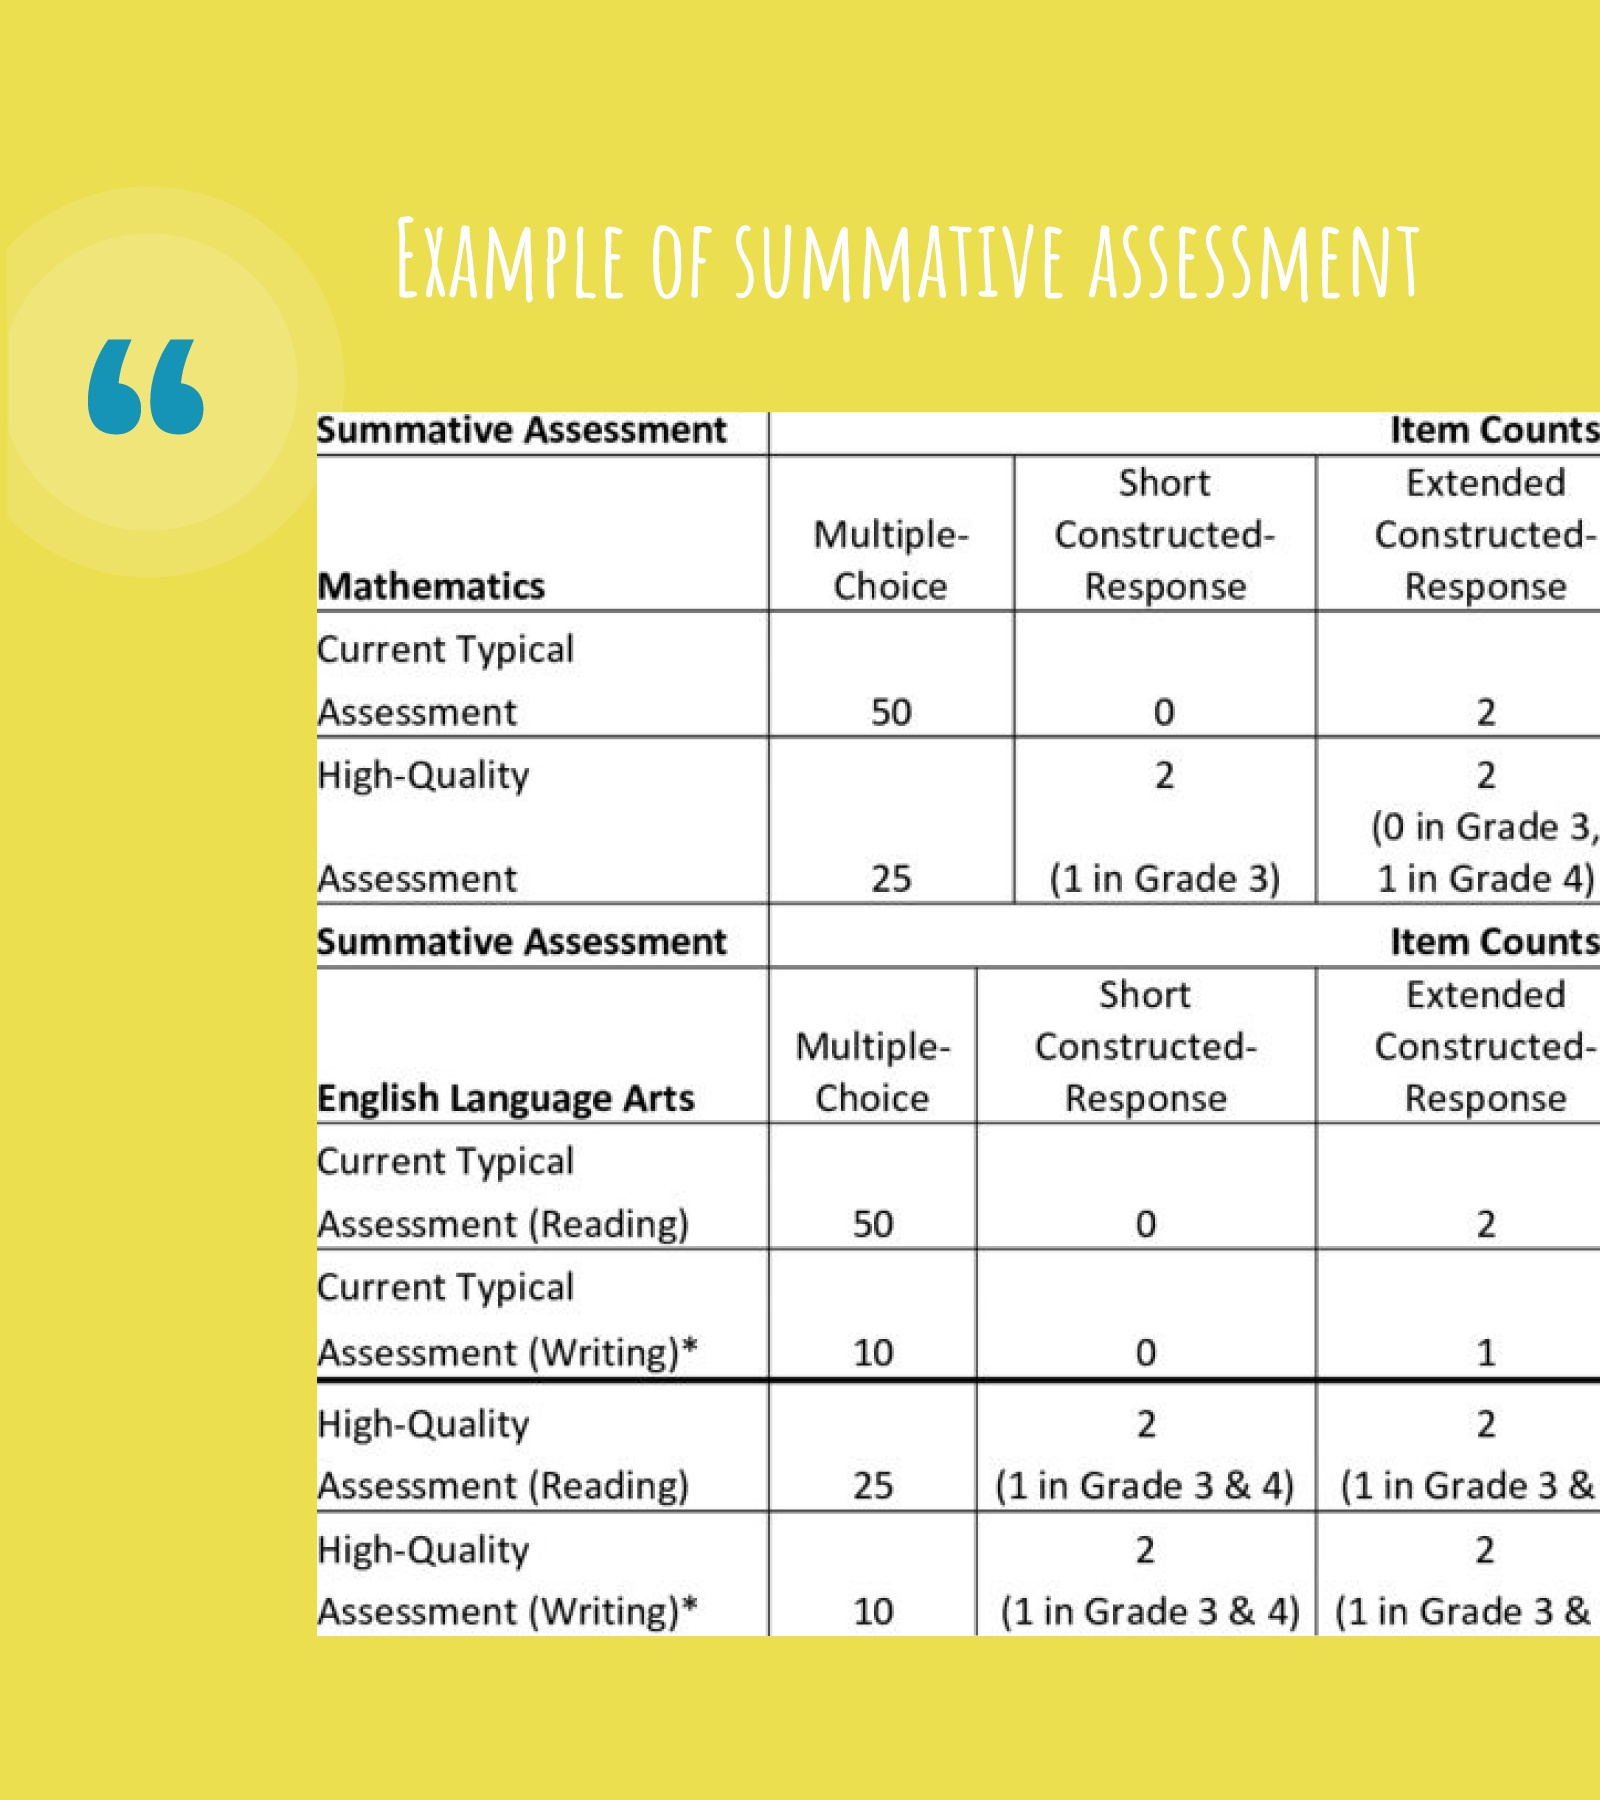 Example of summative assessment
“
Summative Assessment Item Counts
Short Extended
Multiple- Constructed- Constructed-
Mathematics Choice Response Response
Current Typical
Assessment 50 0 2
High-Quality 2 2
(0 in Grade 3,
Assessment 25 (1 in Grade 3) 1 in Grade 4)
Summative Assessment Item Counts
Short Extended
Multiple- Constructed- Constructed-
English Language Arts Choice Response Response
Current Typical
Assessment (Reading) 50 0 2
Current Typical
Assessment (Writing)* 10 0 1
High-Quality 2 2
Assessment (Reading) 25 (1 in Grade 3 & 4) (1 in Grade 3 &
High-Quality 2 2
Assessment (Writing)* 10 (1 in Grade 3 & 4) (1 in Grade 3 &